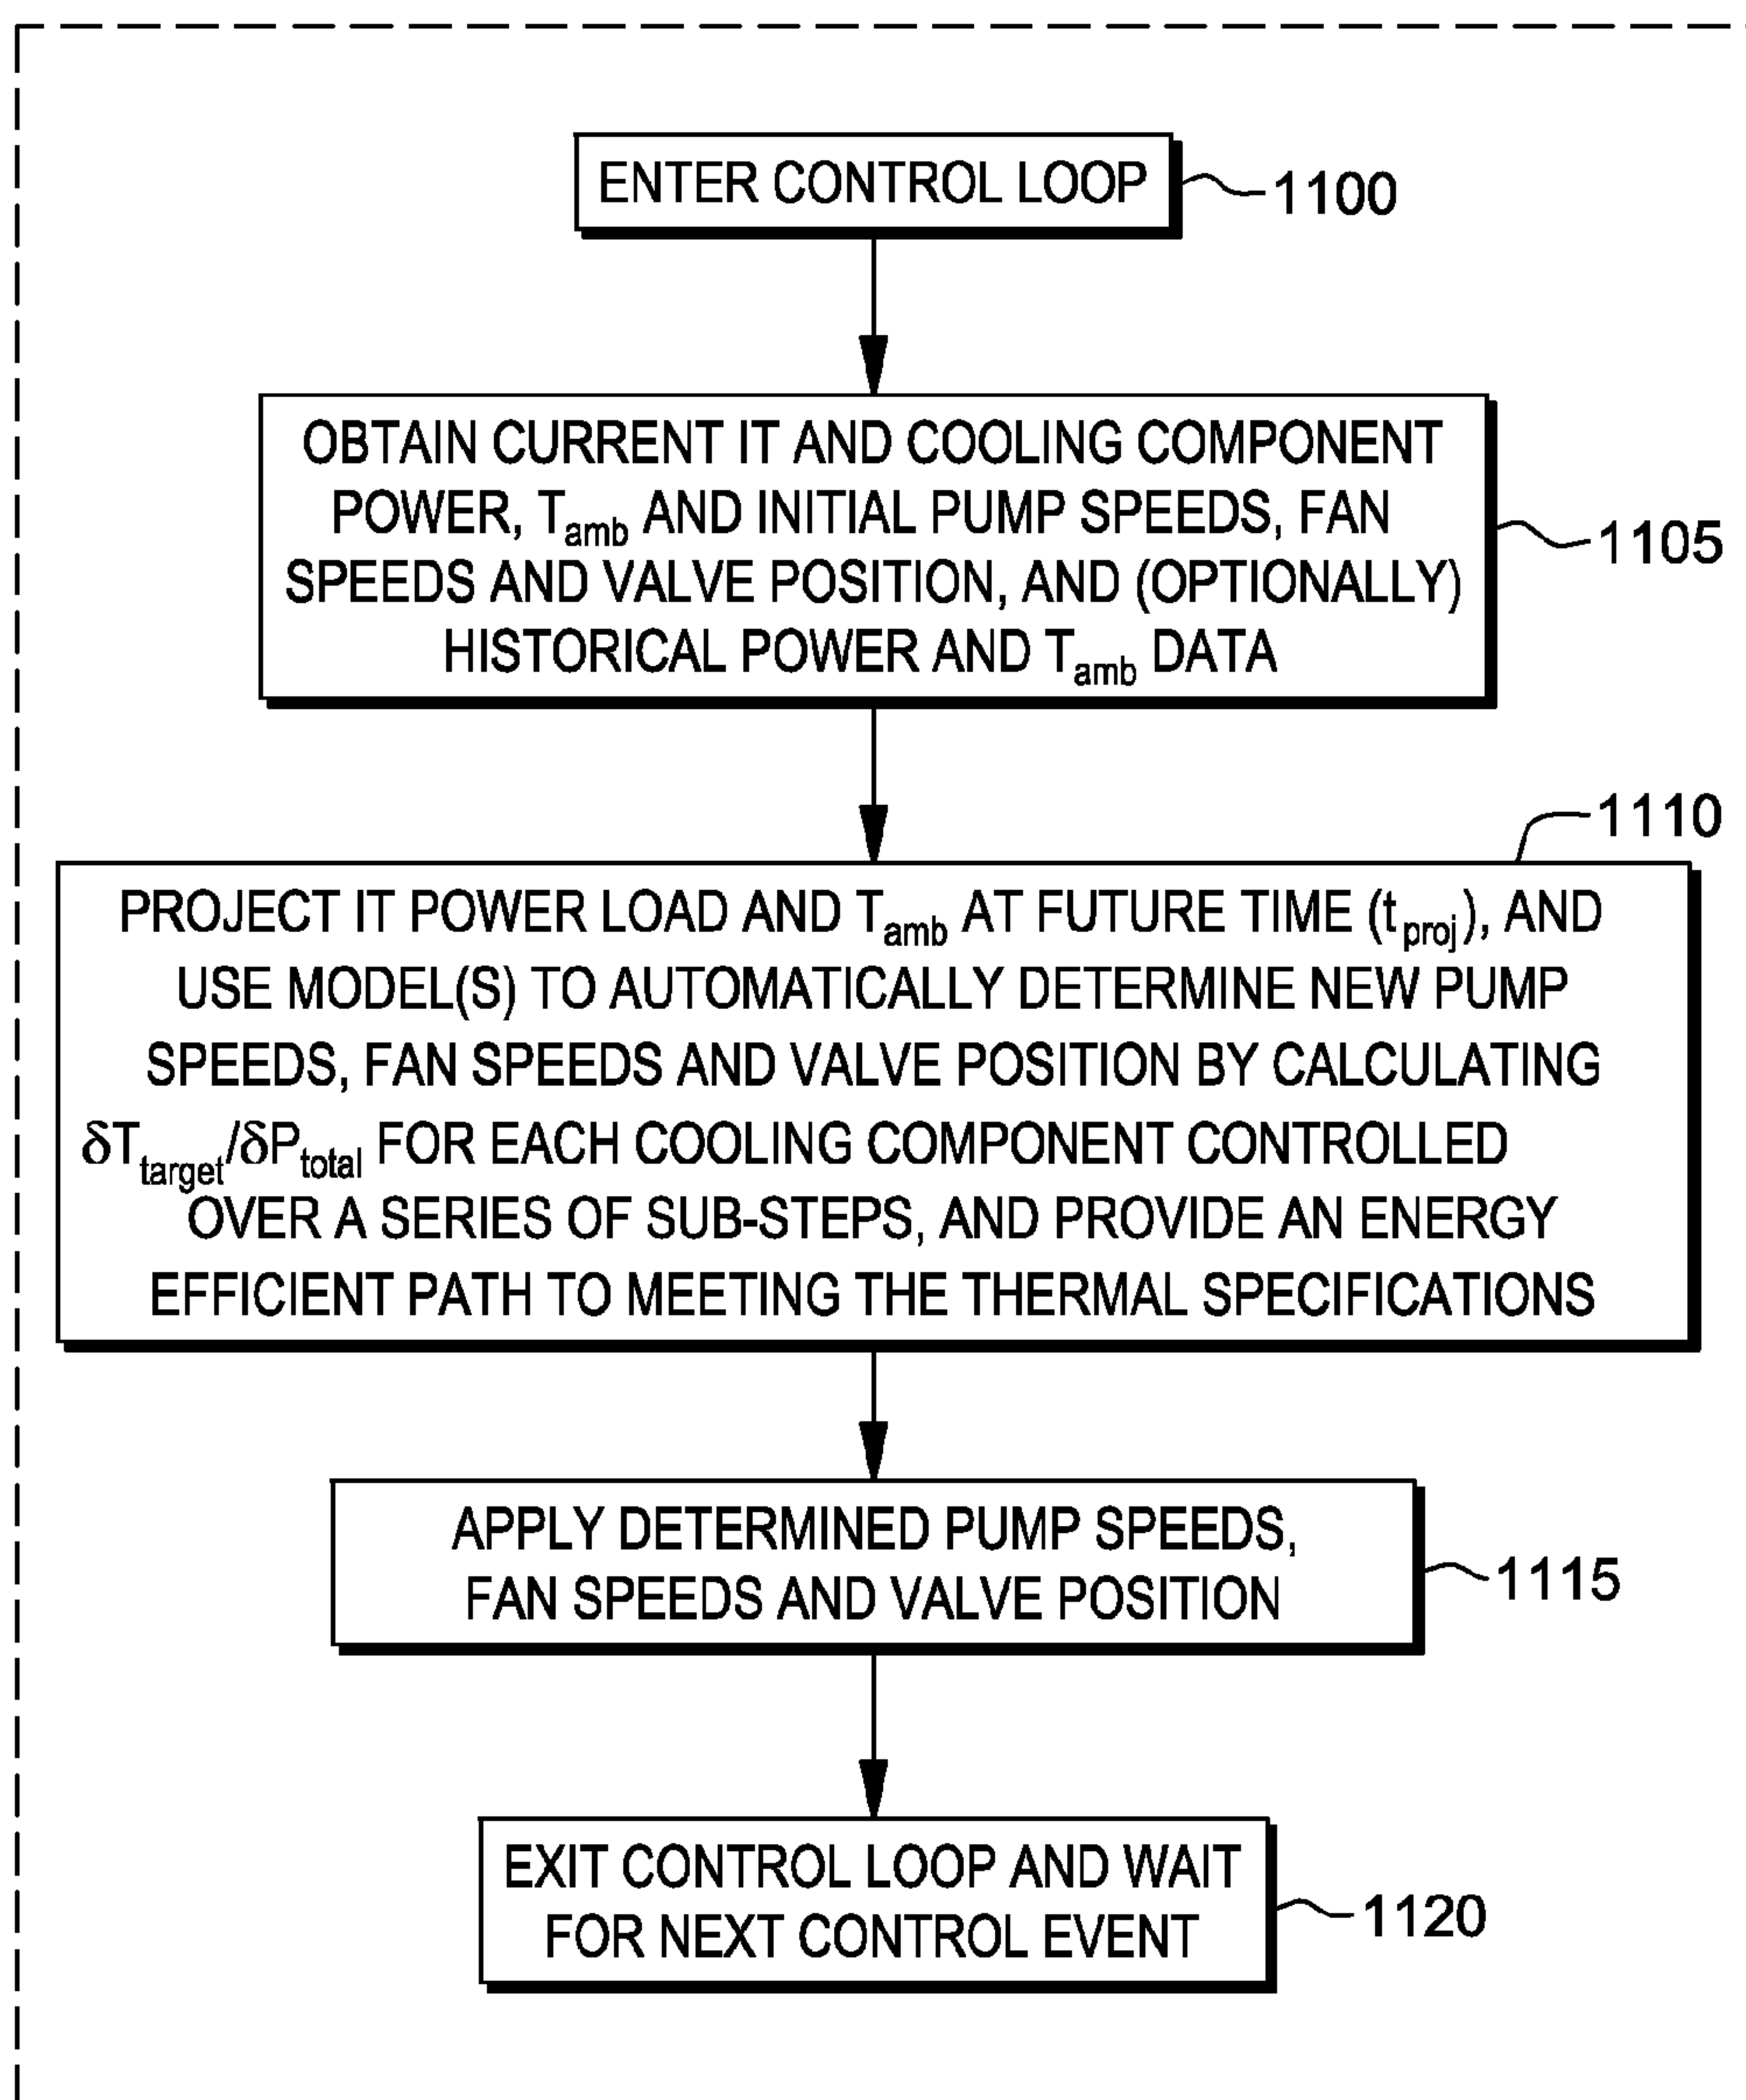 ENTER CONTROL LOOP
1100
OBTAIN CURRENT IT AND COOLING COMPONENT
POWER, Tamb AND INITIAL PUMP SPEEDS, FAN
SPEEDS AND VALVE POSITION, AND (OPTIONALLY)
HISTORICAL POWER AND Tamb DATA
1105
1110
PROJECT IT POWER LOAD AND Tamb AT FUTURE TIME (tproj), AND
USE MODEL(S) TO AUTOMATICALLY DETERMINE NEW PUMP
SPEEDS, FAN SPEEDS AND VALVE POSITION BY CALCULATING
δTtarget/δPtotal FOR EACH COOLING COMPONENT CONTROLLED
OVER A SERIES OF SUB-STEPS, AND PROVIDE AN ENERGY
EFFICIENT PATH TO MEETING THE THERMAL SPECIFICATIONS
APPLY DETERMINED PUMP SPEEDS,
FAN SPEEDS AND VALVE POSITION
1115
EXIT CONTROL LOOP AND WAIT
FOR NEXT CONTROL EVENT
1120